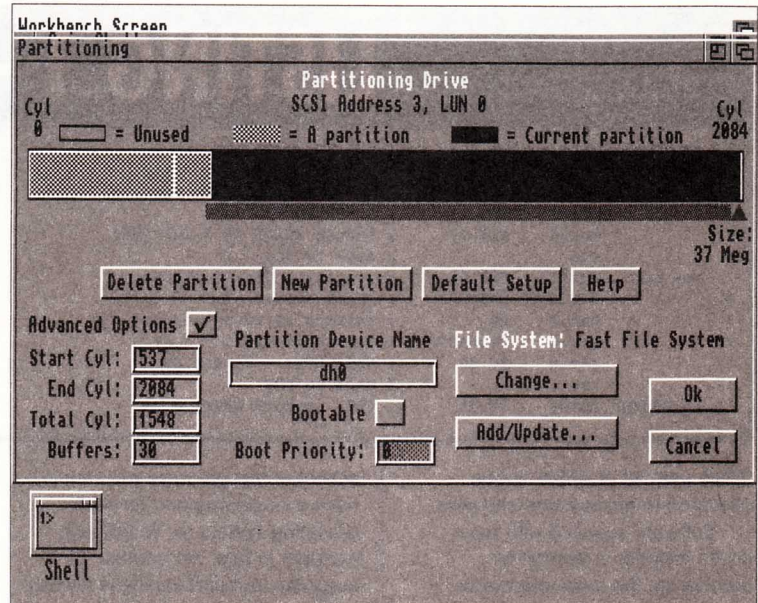 Workbench Screen
Partitioning
Partitioning Drive
SCSI Address 3, LUN 0
Cyl
0
= Unused
= A partition
= Current partition
Cyl
2084
Size:
37 Meg
Delete Partition
New Partition
Default Setup
Help
Advanced Options
Start Cyl: 537
End Cyl: 2084
Total Cyl: 1548
Buffers: 30
Partition Device Name
dh0
Bootable
Boot Priority: 0
File System: Fast File System
Change...
Add/Update...
Ok
Cancel
1>
Shell